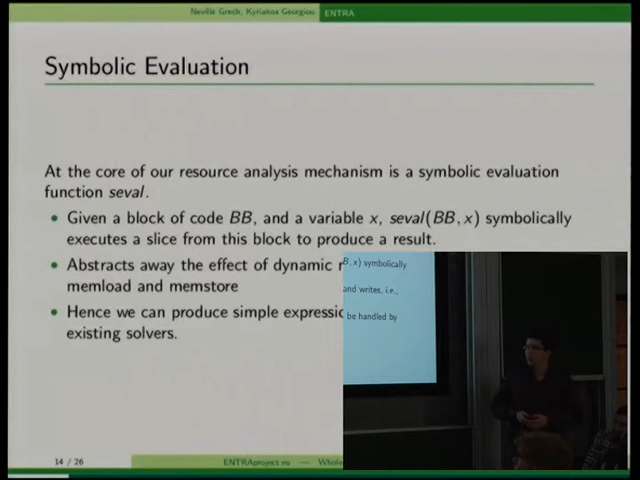 Neville Grech, Kyriakos Georgiou ENTRA
Symbolic Evaluation
At the core of our resource analysis mechanism is a symbolic evaluation
function seval.
• Given a block of code BB, and a variable x, seval(BB, x) symbolically
executes a slice from this block to produce a result.
• Abstracts away the effect of dynamic
memload and memstore
• Hence we can produce simple
existing solvers.
B, x) symbolically
and writes, i.e.,
be handled by
14 / 26
ENTRAproject.eu —